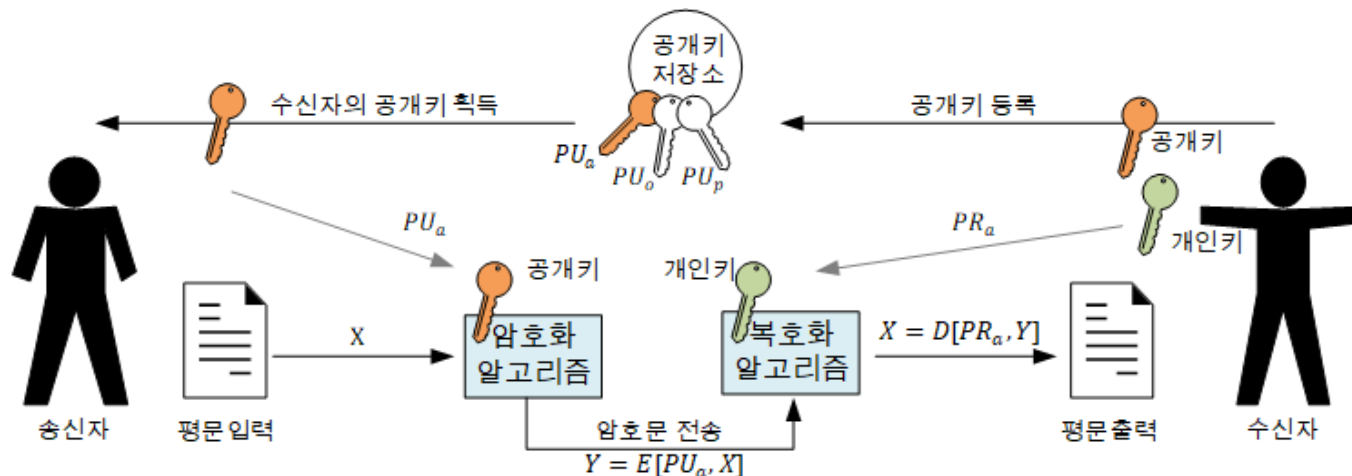 공개키
저장소
수신자의 공개키 획득
공개키 등록
공개키
PU_a
PU_o
PU_p
개인키
PU_a
PR_a
공개키
개인키
X
암호화
알고리즘
복호화
알고리즘
X = D[PR_a, Y]
송신자
평문입력
암호문 전송
Y = E[PU_a, X]
평문출력
수신자